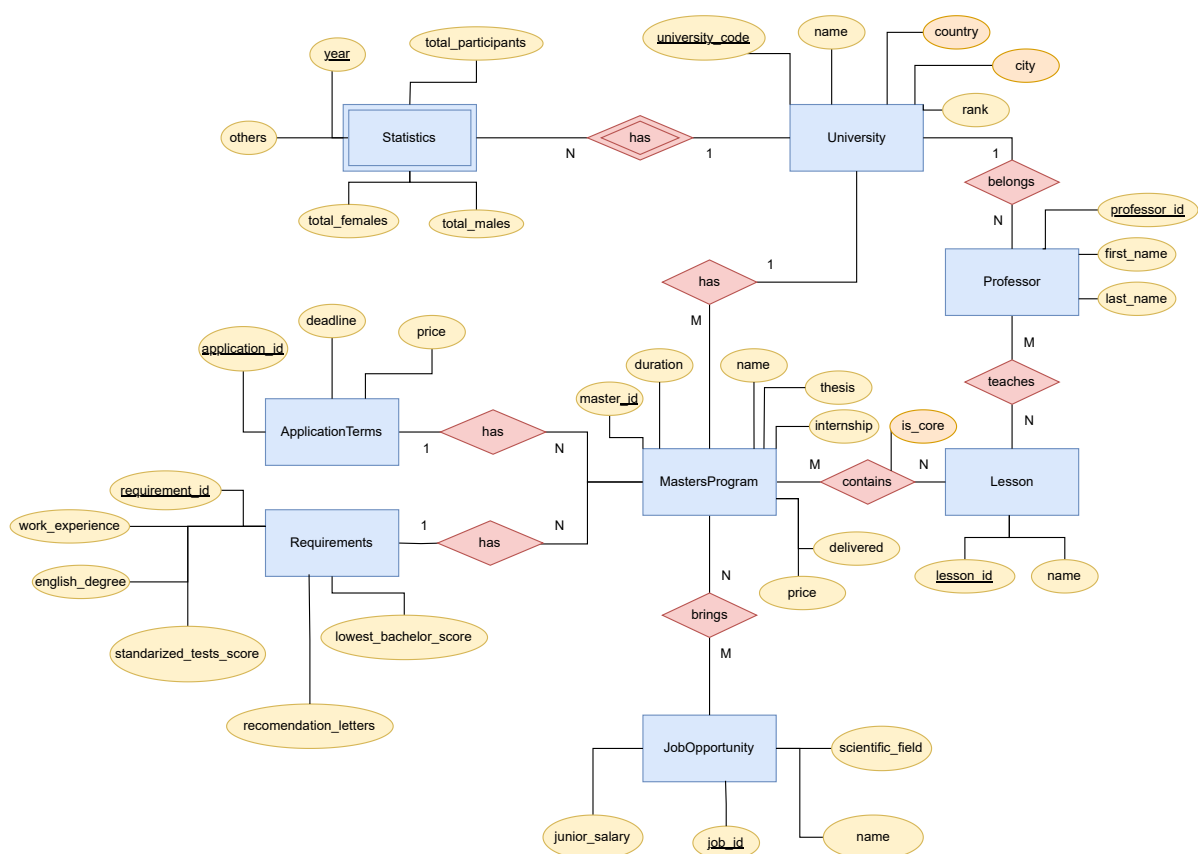 total_participants
year
university_code
name
country
city
rank
others
Statistics
has
University
N
1
1
belongs
N
total_females
total_males
professor_id
first_name
Professor
last_name
has
1
M
deadline
price
application_id
duration
name
M
teaches
N
master_id
thesis
internship
is_core
ApplicationTerms
has
1
N
M
N
MastersProgram
contains
Lesson
requirement_id
work_experience
Requirements
1
has
N
english_degree
delivered
price
lesson_id
name
N
brings
M
lowest_bachelor_score
standarized_tests_score
recomendation_letters
JobOpportunity
scientific_field
junior_salary
job_id
name